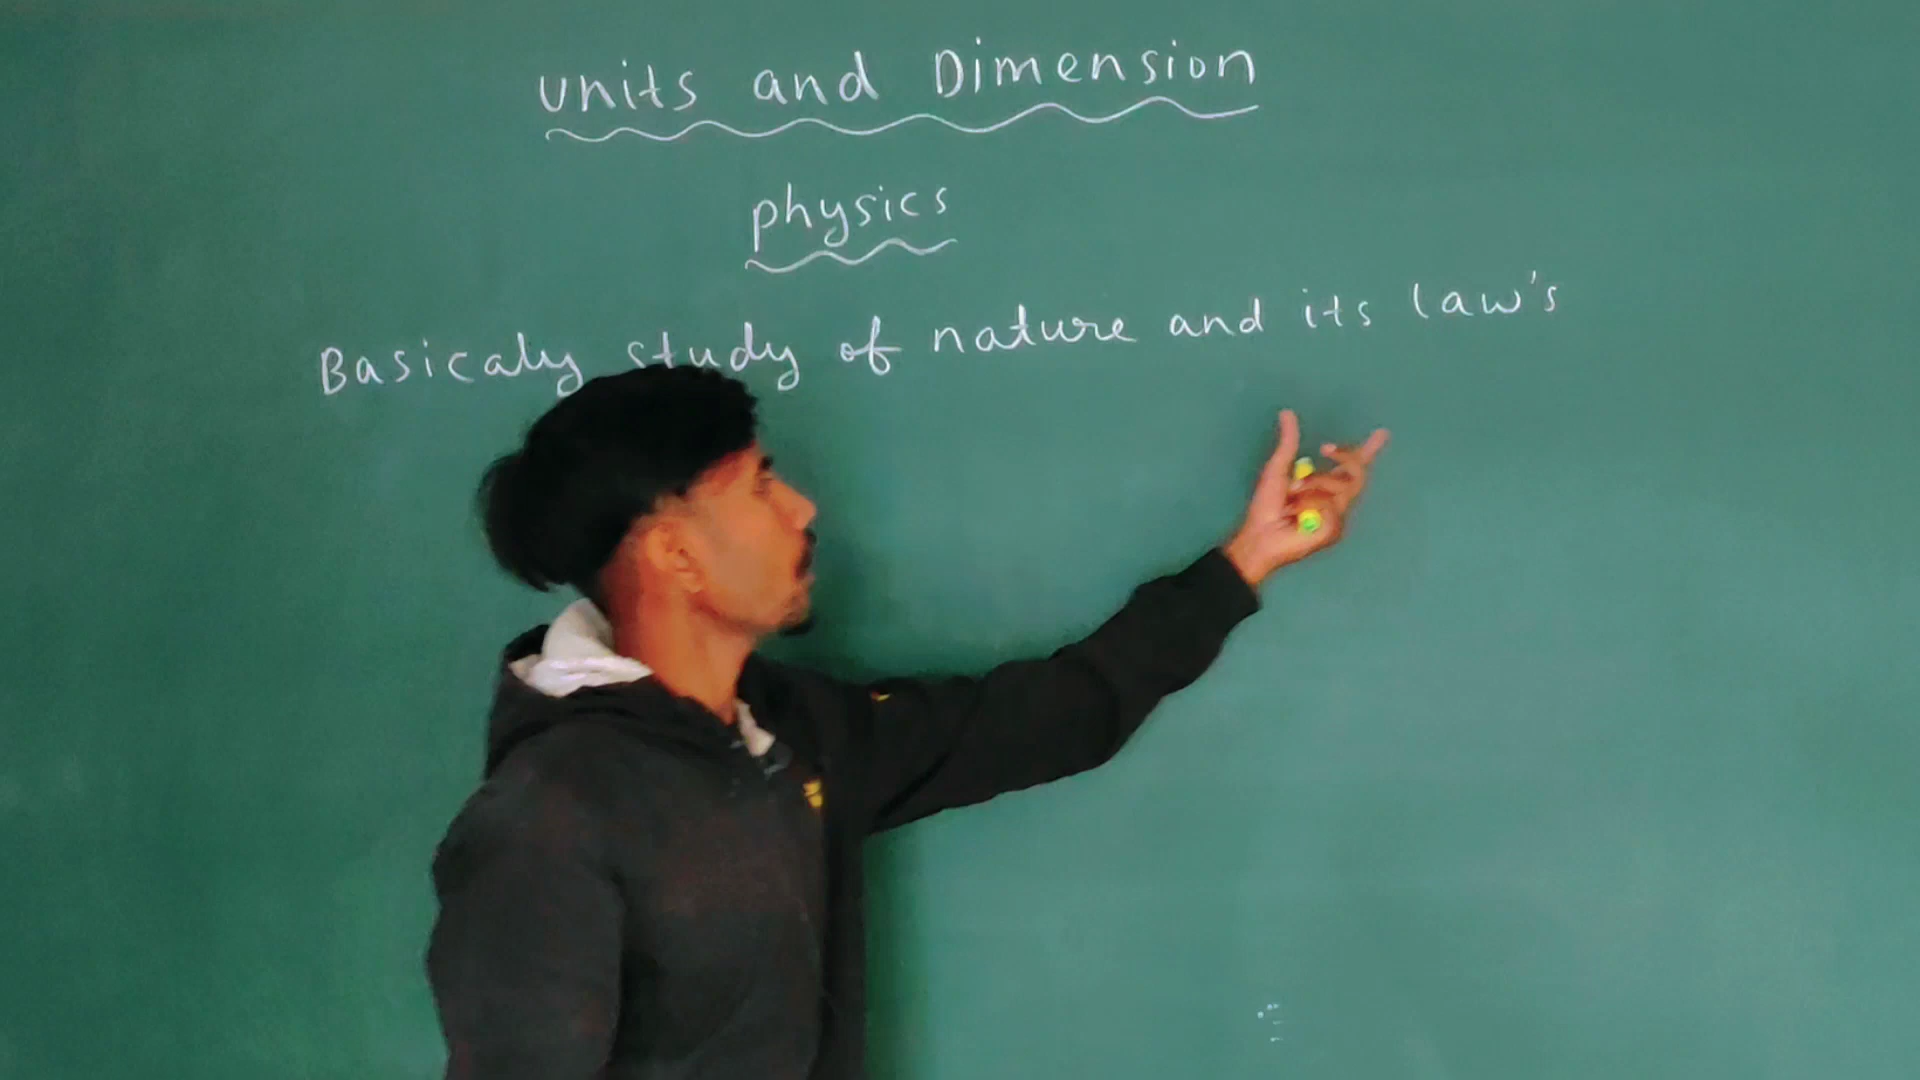 units and Dimension
physics
Basicaly study of nature and its law's